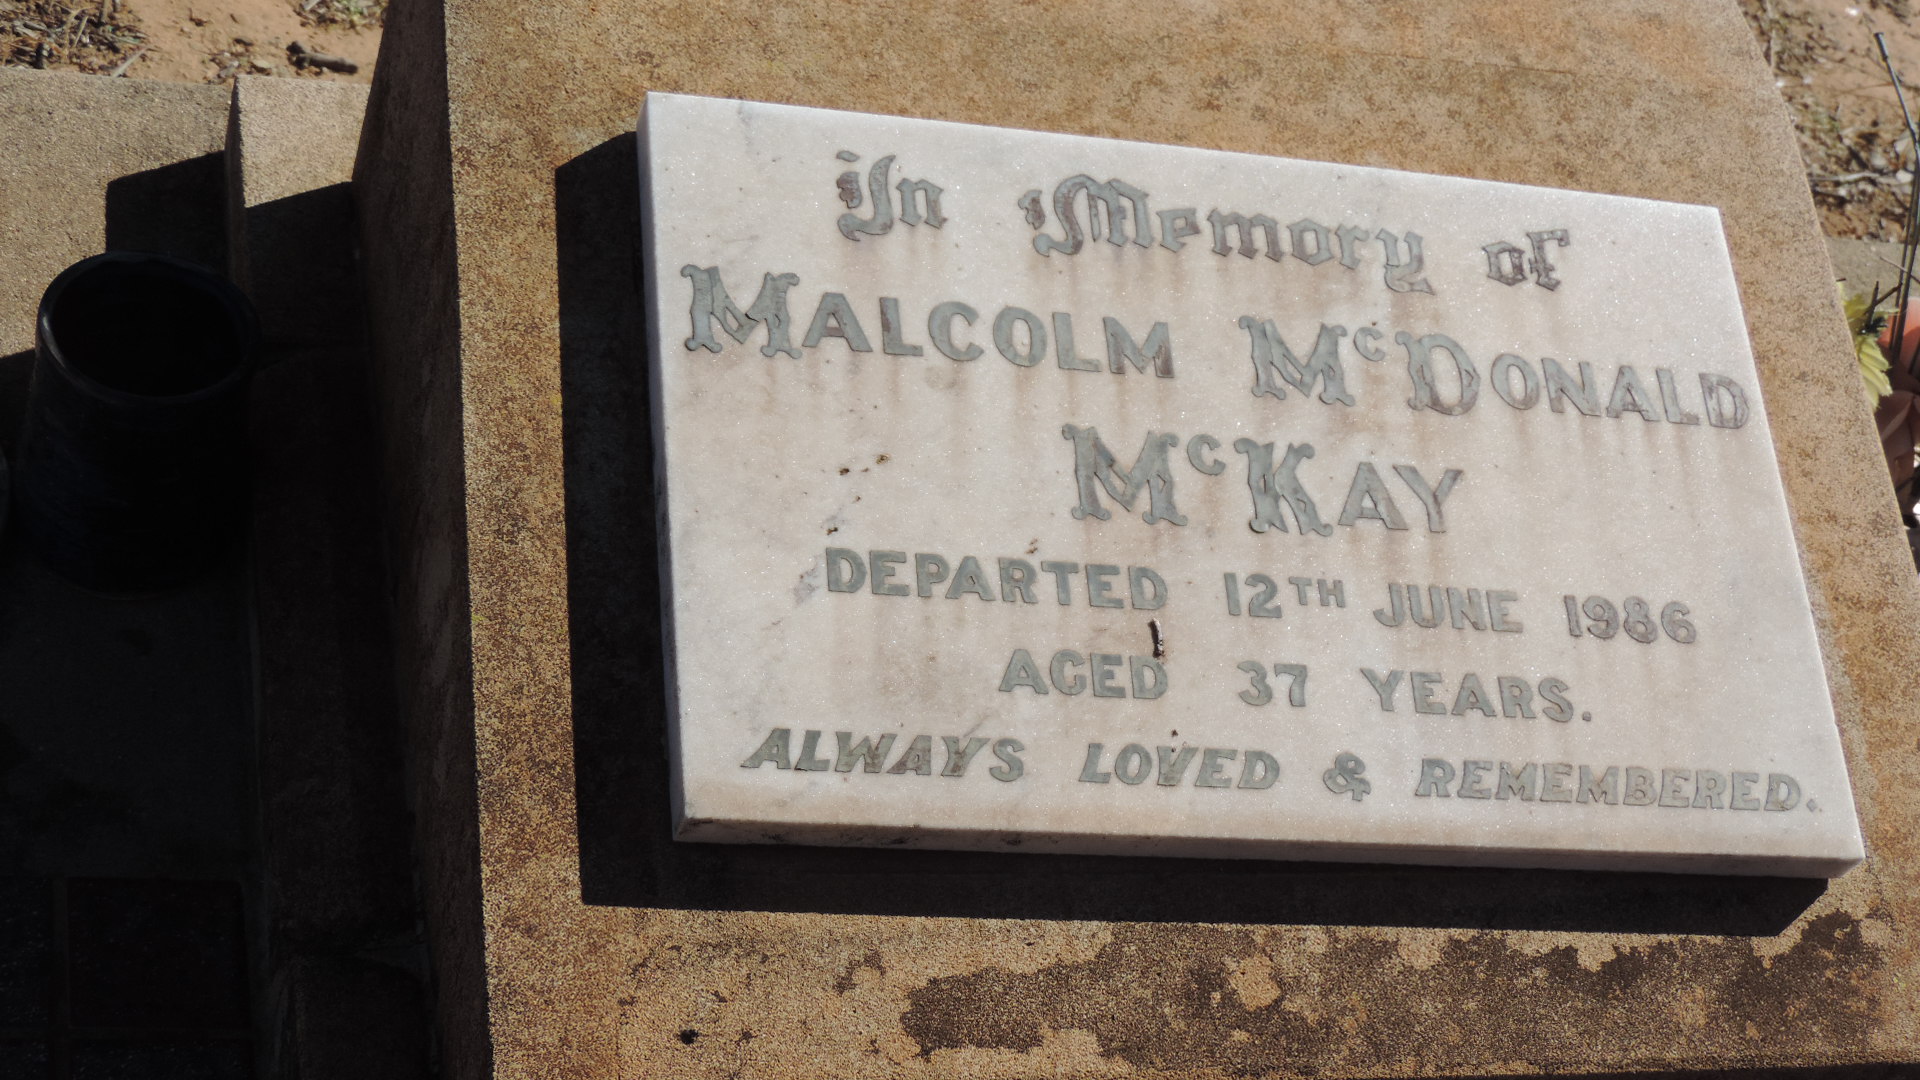 In Memory of
MALCOLM McDONALD
McKAY
DEPARTED 12TH JUNE 1986
AGED 37 YEARS.
ALWAYS LOVED & REMEMBERED.